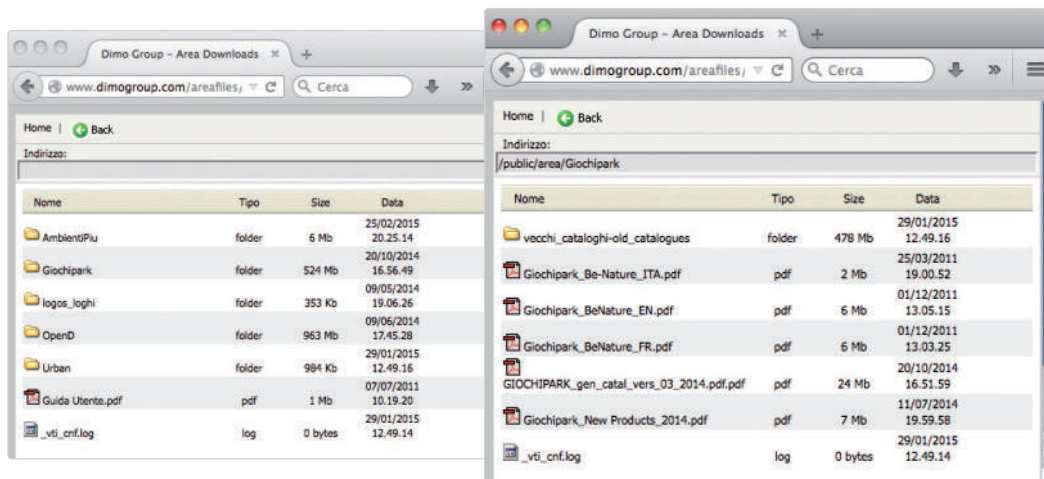 Dimo Group – Area Downloads
www.dimogroup.com/areafiles/
Cerca
Home | Back
Indirizzo:
Nome Tipo Size Data
AmbientiPiu folder 6 Mb 25/02/2015 20.25.14
Giochipark folder 524 Mb 20/10/2014 16.56.49
logos_loghi folder 353 Kb 09/05/2014 19.06.26
OpenD folder 963 Mb 09/06/2014 17.45.28
Urban folder 984 Kb 29/01/2015 12.49.16
Guida Utente.pdf pdf 1 Mb 07/07/2011 10.19.20
_vti_cnf.log log 0 bytes 29/01/2015 12.49.14
Dimo Group – Area Downloads
www.dimogroup.com/areafiles/
Cerca
Home | Back
Indirizzo:
/public/area/Giochipark
Nome Tipo Size Data
vecchi_cataloghi-old_catalogues folder 478 Mb 29/01/2015 12.49.16
Giochipark_Be-Nature_ITA.pdf pdf 2 Mb 25/03/2011 19.00.52
Giochipark_BeNature_EN.pdf pdf 6 Mb 01/12/2011 13.05.15
Giochipark_BeNature_FR.pdf pdf 6 Mb 01/12/2011 13.03.25
GIOCHIPARK_gen_catal_vers_03_2014.pdf.pdf pdf 24 Mb 20/10/2014 16.51.59
Giochipark_New Products_2014.pdf pdf 7 Mb 11/07/2014 19.59.58
_vti_cnf.log log 0 bytes 29/01/2015 12.49.14